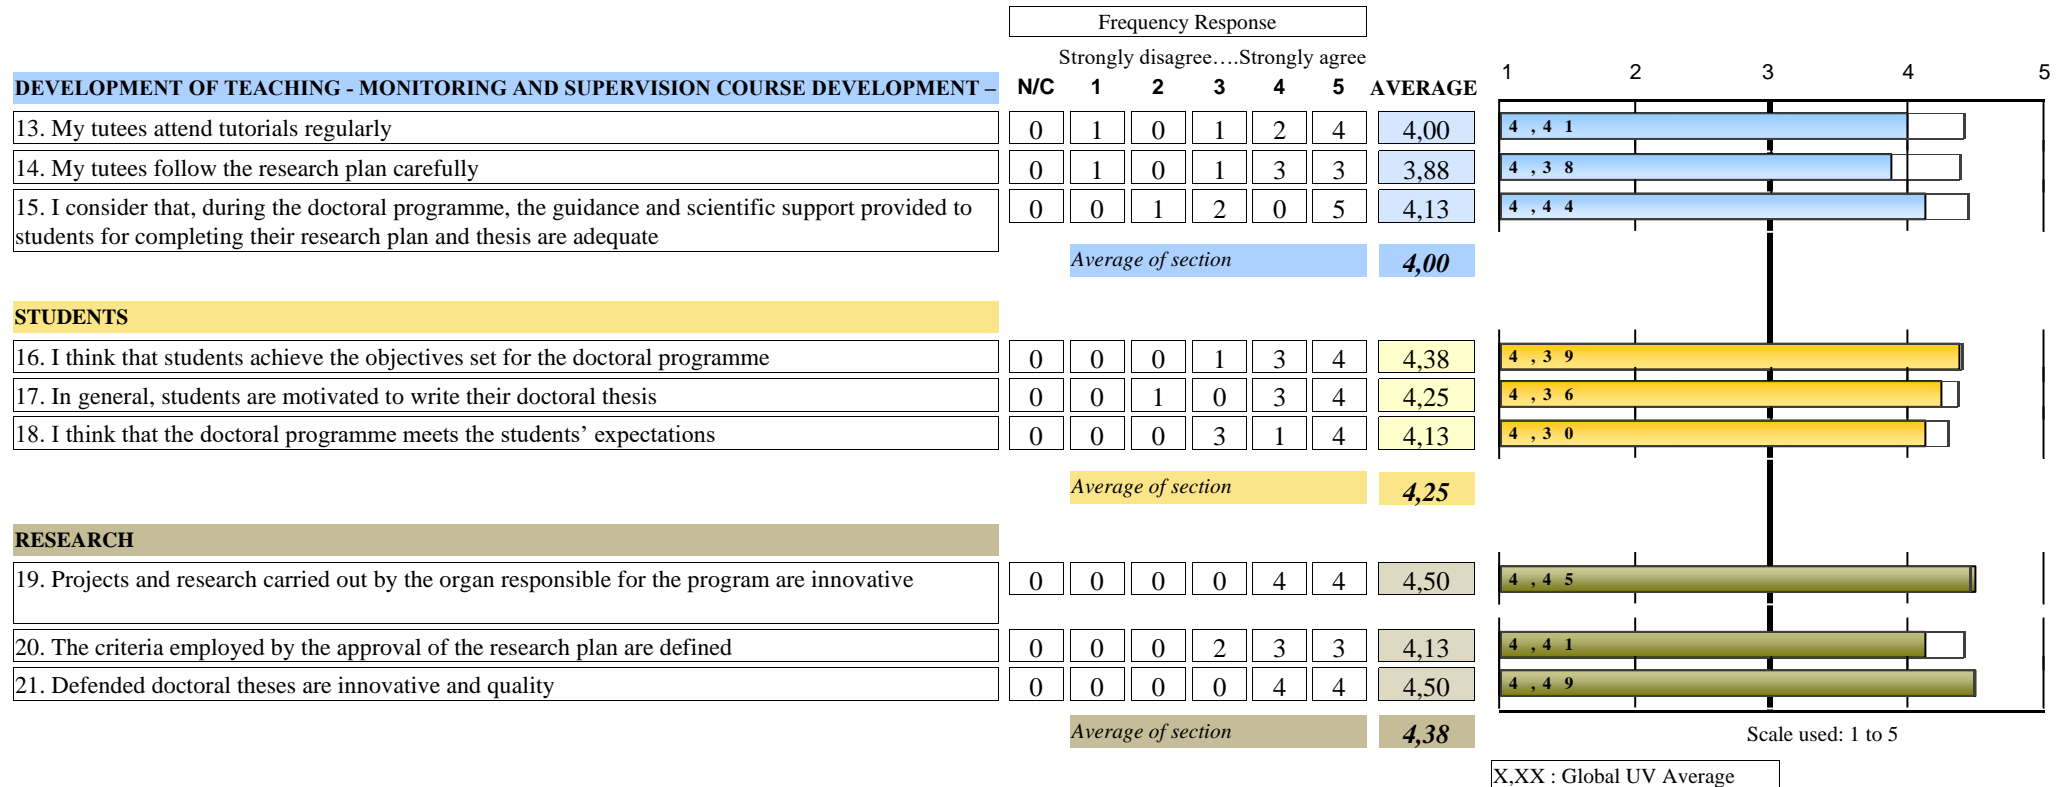 Frequency Response
Strongly disagree….Strongly agree
1 2 3 4 5
DEVELOPMENT OF TEACHING - MONITORING AND SUPERVISION COURSE DEVELOPMENT – N/C 1 2 3 4 5 AVERAGE
13. My tutees attend tutorials regularly 0 1 0 1 2 4 4,00 4,41
14. My tutees follow the research plan carefully 0 1 0 1 3 3 3,88 4,38
15. I consider that, during the doctoral programme, the guidance and scientific support provided to 0 0 1 2 0 5 4,13 4,44
students for completing their research plan and thesis are adequate
Average of section 4,00
STUDENTS
16. I think that students achieve the objectives set for the doctoral programme 0 0 0 1 3 4 4,38 4,39
17. In general, students are motivated to write their doctoral thesis 0 0 1 0 3 4 4,25 4,36
18. I think that the doctoral programme meets the students’ expectations 0 0 0 3 1 4 4,13 4,30
Average of section 4,25
RESEARCH
19. Projects and research carried out by the organ responsible for the program are innovative 0 0 0 0 4 4 4,50 4,45
20. The criteria employed by the approval of the research plan are defined 0 0 0 2 3 3 4,13 4,41
21. Defended doctoral theses are innovative and quality 0 0 0 0 4 4 4,50 4,49
Average of section 4,38
Scale used: 1 to 5
X,XX : Global UV Average